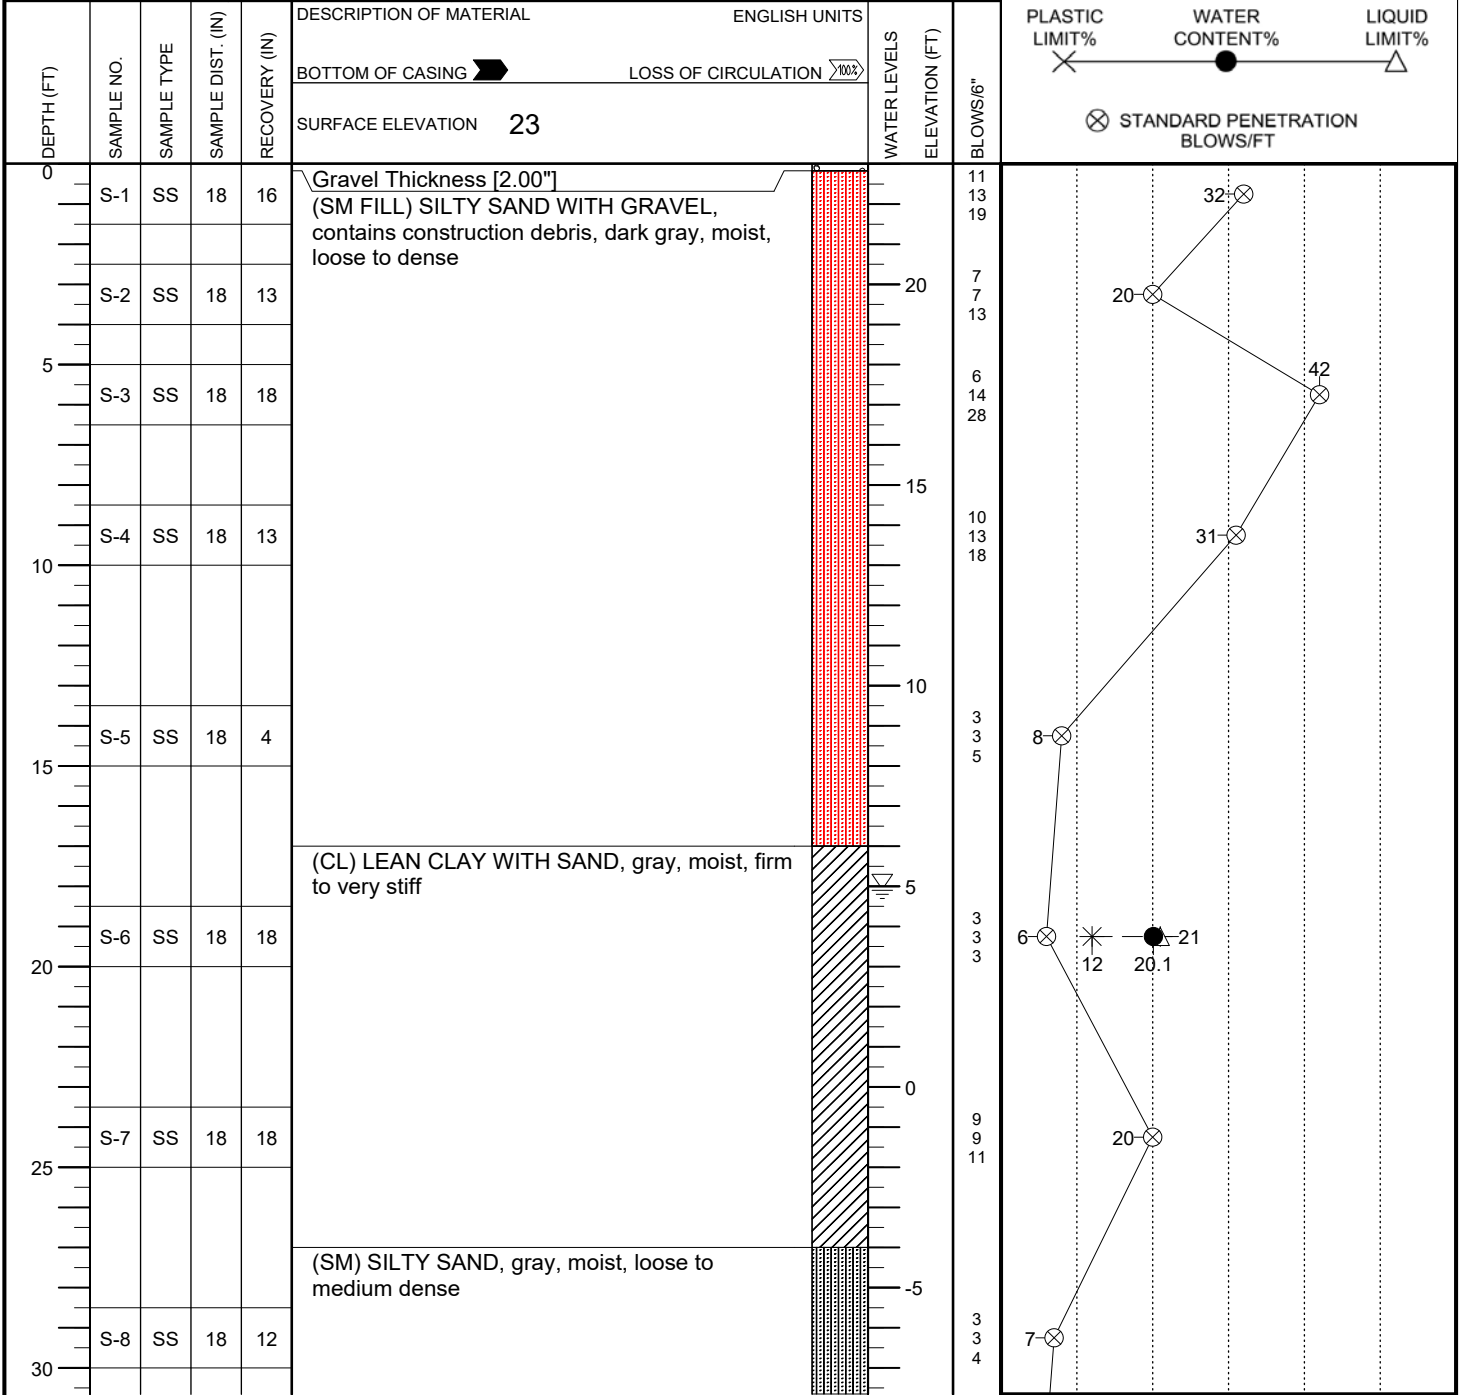 DEPTH (FT)
SAMPLE NO.
SAMPLE TYPE
SAMPLE DIST. (IN)
RECOVERY (IN)
DESCRIPTION OF MATERIAL ENGLISH UNITS
BOTTOM OF CASING LOSS OF CIRCULATION 100%
SURFACE ELEVATION 23
WATER LEVELS
ELEVATION (FT)
BLOWS/6"
PLASTIC LIMIT%
WATER CONTENT%
LIQUID LIMIT%
STANDARD PENETRATION
BLOWS/FT
0
Gravel Thickness [2.00"]
S-1 SS 18 16
11
13
19
32
(SM FILL) SILTY SAND WITH GRAVEL,
contains construction debris, dark gray, moist,
loose to dense
S-2 SS 18 13
20
7
7
13
20
5
S-3 SS 18 18
6
14
28
42
15
S-4 SS 18 13
10
13
18
31
10
10
S-5 SS 18 4
3
3
5
8
15
(CL) LEAN CLAY WITH SAND, gray, moist, firm
to very stiff
5
S-6 SS 18 18
3
3
3
6
21
12
20.1
20
0
S-7 SS 18 18
9
9
11
20
25
(SM) SILTY SAND, gray, moist, loose to
medium dense
-5
S-8 SS 18 12
3
3
4
7
30